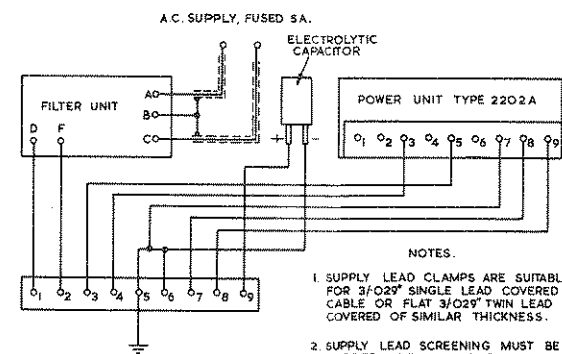 A.C. SUPPLY, FUSED 5A.
ELECTROLYTIC
CAPACITOR
FILTER UNIT
A
B
C
D F
POWER UNIT TYPE 2202A
1 2 3 4 5 6 7 8 9
- +
1 2 3 4 5 6 7 8 9
NOTES.
1. SUPPLY LEAD CLAMPS ARE SUITABL
FOR 3/·029" SINGLE LEAD COVERED
CABLE OR FLAT 3/·029" TWIN LEAD
COVERED OF SIMILAR THICKNESS.
2. SUPPLY LEAD SCREENING MUST BE